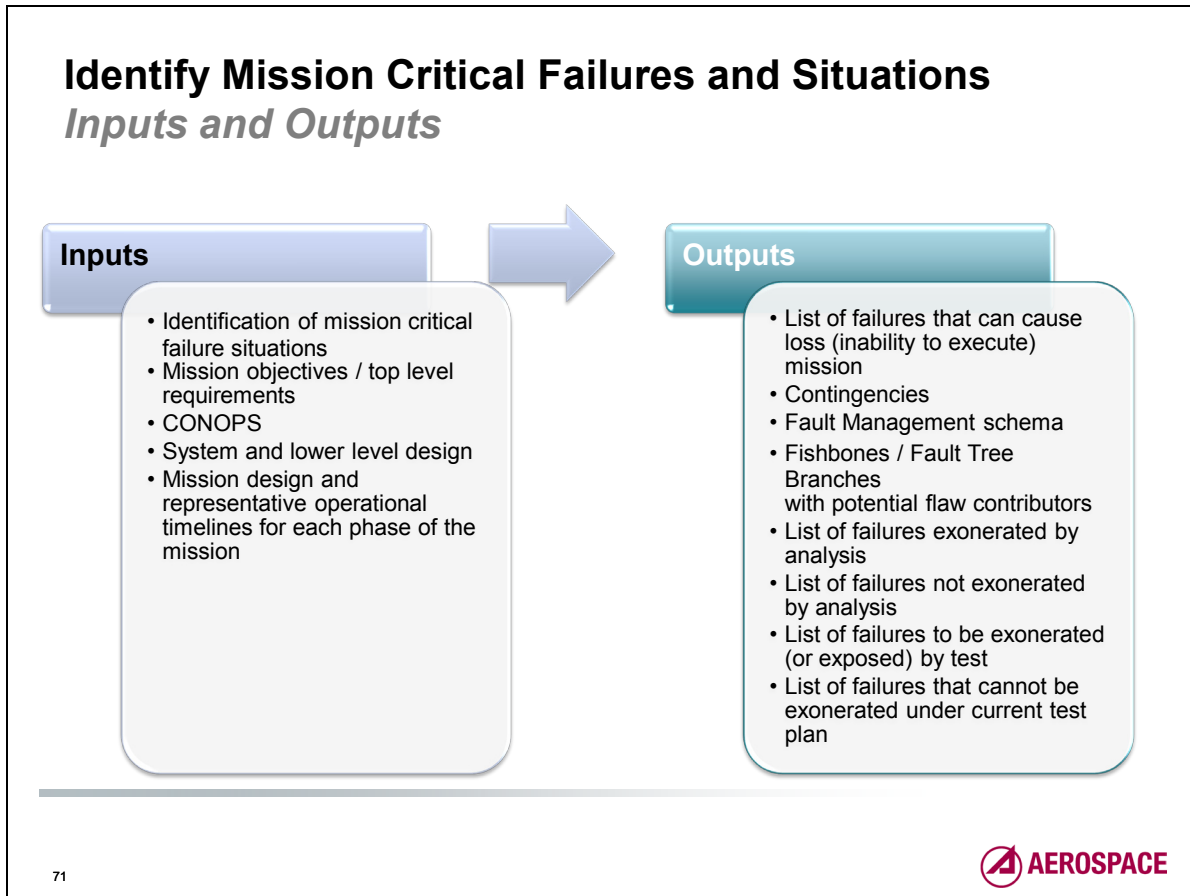 Identify Mission Critical Failures and Situations
Inputs and Outputs
Inputs
• Identification of mission critical
failure situations
• Mission objectives / top level
requirements
• CONOPS
• System and lower level design
• Mission design and
representative operational
timelines for each phase of the
mission
Outputs
• List of failures that can cause
loss (inability to execute)
mission
• Contingencies
• Fault Management schema
• Fishbones / Fault Tree
Branches
with potential flaw contributors
• List of failures exonerated by
analysis
• List of failures not exonerated
by analysis
• List of failures to be exonerated
(or exposed) by test
• List of failures that cannot be
exonerated under current test
plan
71
AEROSPACE